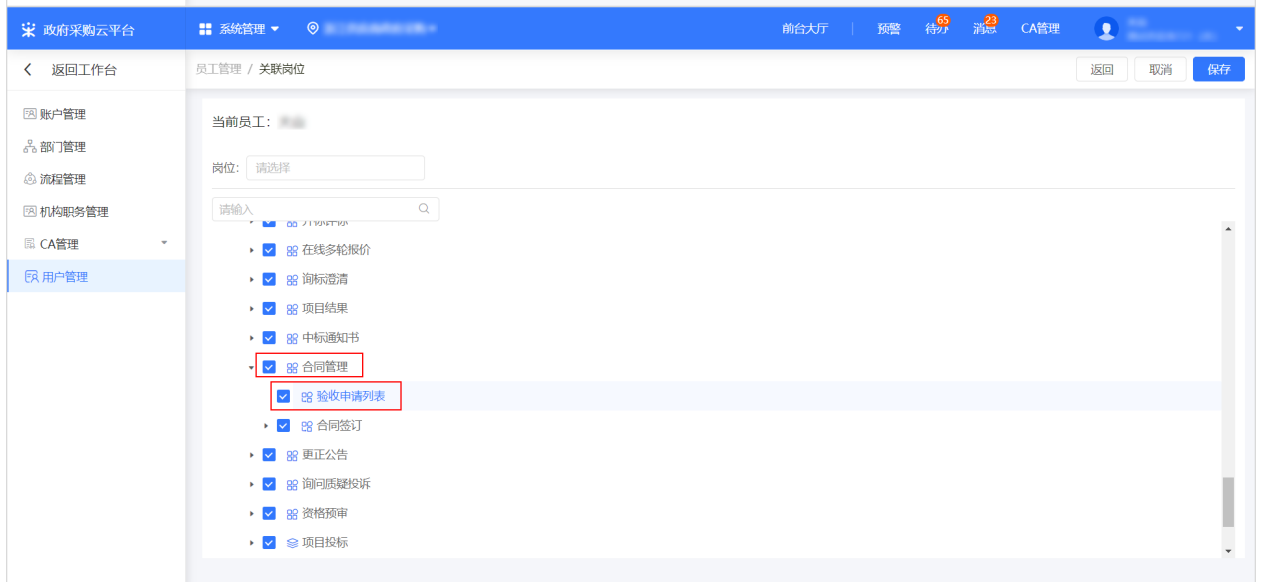 政府采购云平台 系统管理 前台大厅 预警 待办 65 消息 23 CA管理
返回工作台 员工管理 / 关联岗位 返回 取消 保存
账户管理
部门管理
流程管理
机构职务管理
CA管理
用户管理
当前员工：
岗位： 请选择
请输入
开标评标
在线多轮报价
询标澄清
项目结果
中标通知书
合同管理
验收申请列表
合同签订
更正公告
询问质疑投诉
资格预审
项目投标